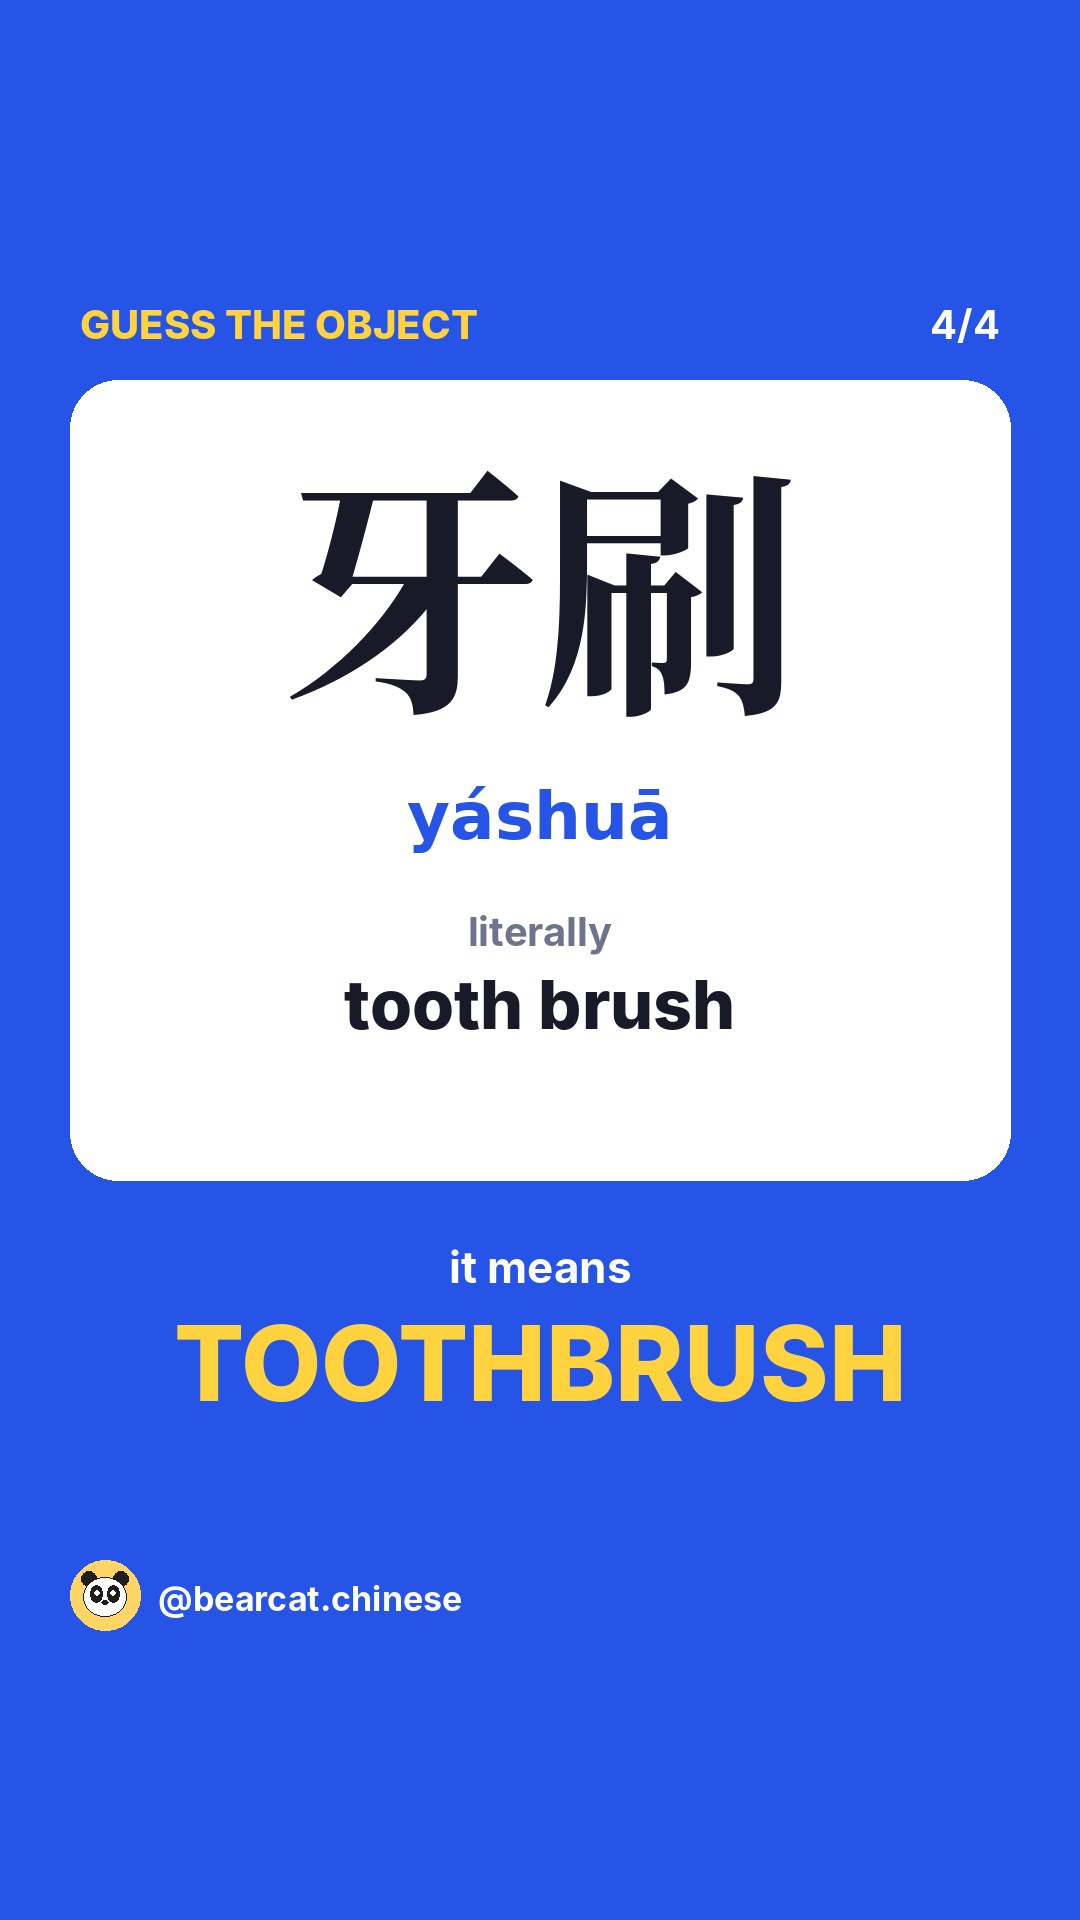 GUESS THE OBJECT
4/4
牙刷
yáshuā
literally
tooth brush
it means
TOOTHBRUSH
@bearcat.chinese